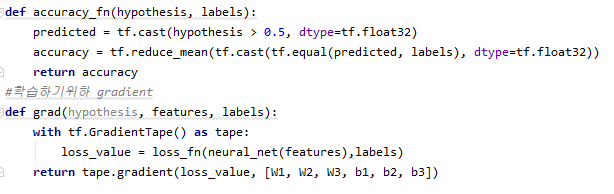 def accuracy_fn(hypothesis, labels):
predicted = tf.cast(hypothesis > 0.5, dtype=tf.float32)
accuracy = tf.reduce_mean(tf.cast(tf.equal(predicted, labels), dtype=tf.float32))
return accuracy
#학습하기위하 gradient
def grad(hypothesis, features, labels):
with tf.GradientTape() as tape:
loss_value = loss_fn(neural_net(features),labels)
return tape.gradient(loss_value, [W1, W2, W3, b1, b2, b3])